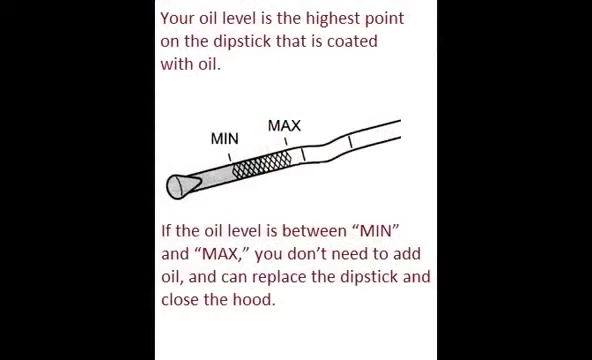 Your oil level is the highest point
on the dipstick that is coated
with oil.
MIN
MAX
If the oil level is between “MIN”
and “MAX,” you don’t need to add
oil, and can replace the dipstick and
close the hood.